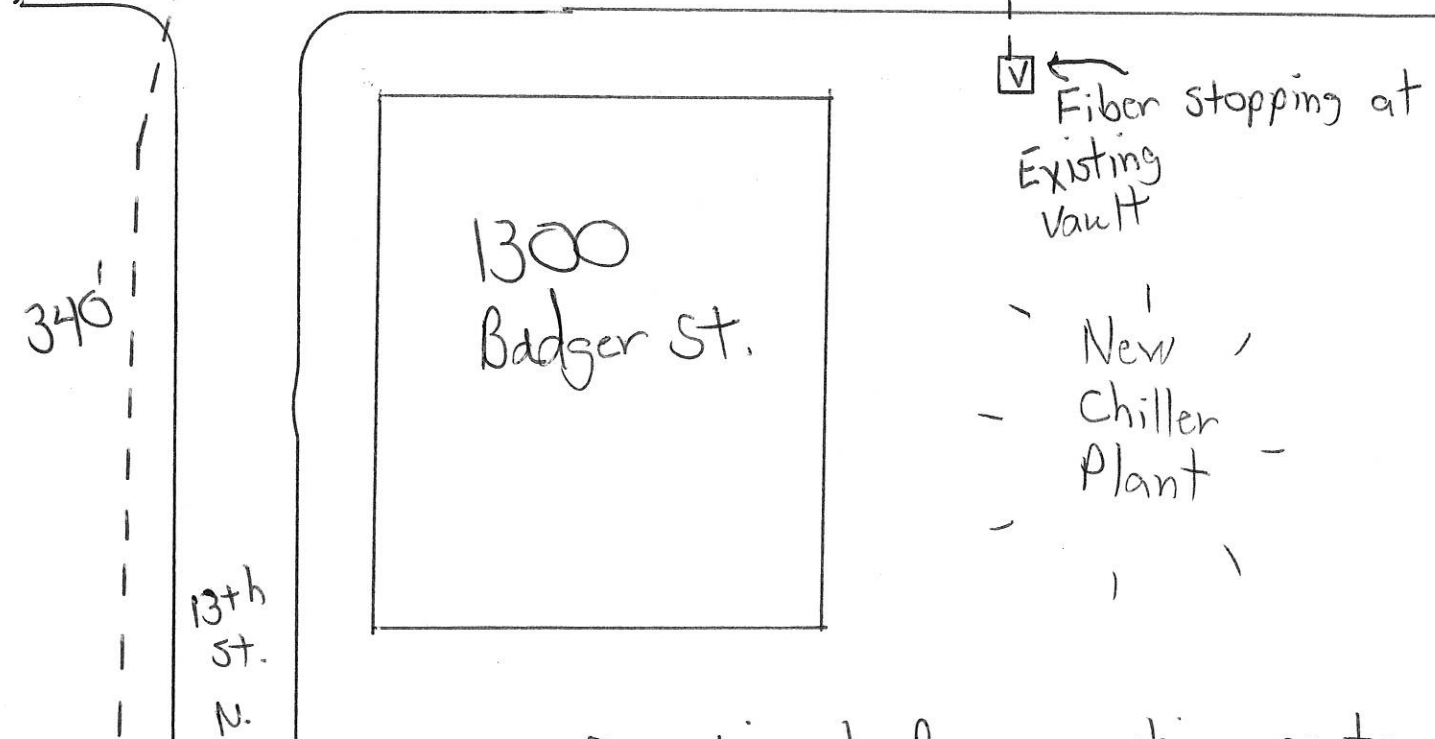 V
Fiber stopping at
Existing
Vault
1300
Badger St.
340'
New
Chiller
Plant
13th
St.
N.